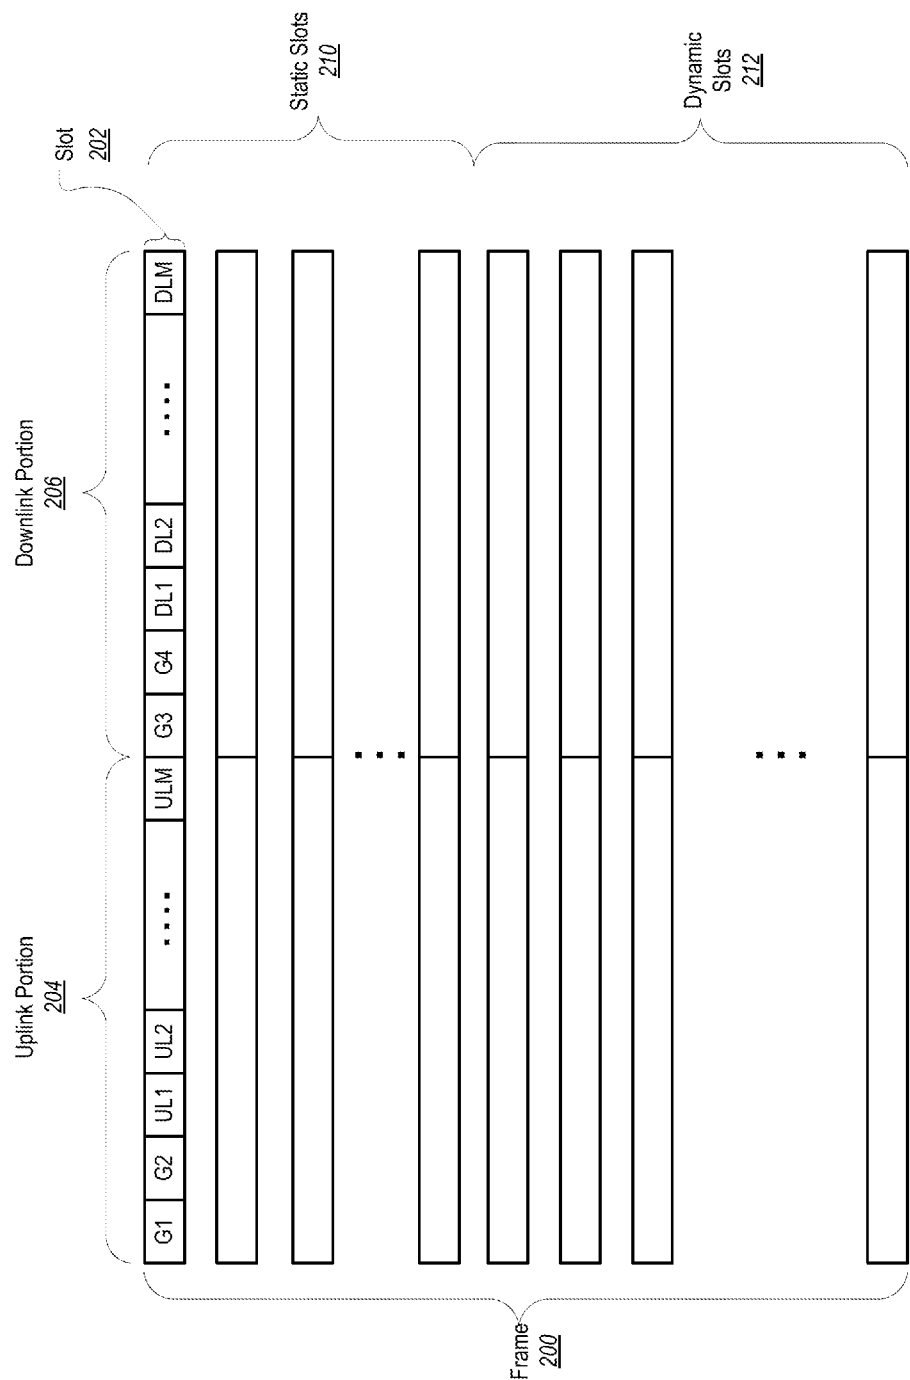 Uplink Portion
204
Downlink Portion
206
Slot
202
G1 G2 UL1 UL2 .... ULM G3 G4 DL1 DL2 .... DLM
Static Slots
210
Dynamic
Slots
212
Frame
200